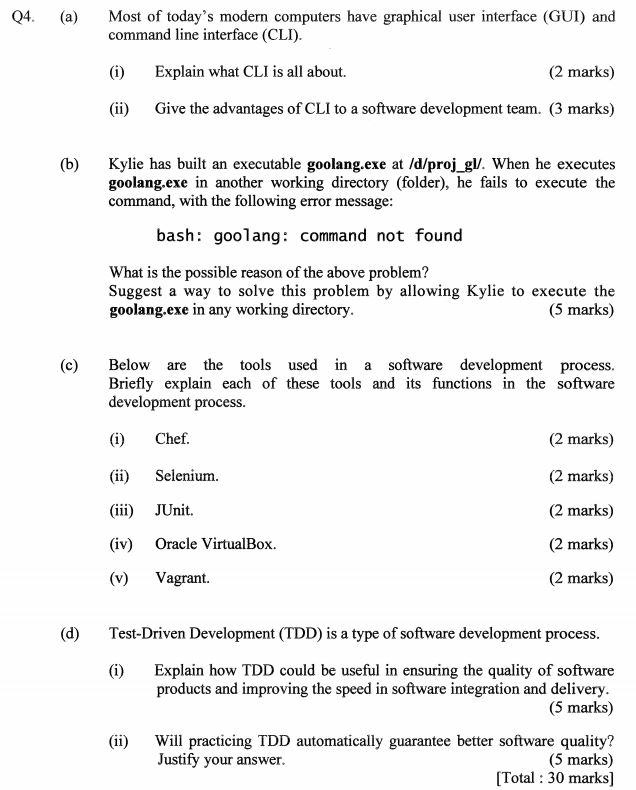 Q4. (a) Most of today's modern computers have graphical user interface (GUI) and
command line interface (CLI).
(i) Explain what CLI is all about. (2 marks)
(ii) Give the advantages of CLI to a software development team. (3 marks)
(b) Kylie has built an executable goolang.exe at /d/proj_gl/. When he executes
goolang.exe in another working directory (folder), he fails to execute the
command, with the following error message:
bash: goolang: command not found
What is the possible reason of the above problem?
Suggest a way to solve this problem by allowing Kylie to execute the
goolang.exe in any working directory. (5 marks)
(c) Below are the tools used in a software development process.
Briefly explain each of these tools and its functions in the software
development process.
(i) Chef. (2 marks)
(ii) Selenium. (2 marks)
(iii) JUnit. (2 marks)
(iv) Oracle VirtualBox. (2 marks)
(v) Vagrant. (2 marks)
(d) Test-Driven Development (TDD) is a type of software development process.
(i) Explain how TDD could be useful in ensuring the quality of software
products and improving the speed in software integration and delivery.
(5 marks)
(ii) Will practicing TDD automatically guarantee better software quality?
Justify your answer. (5 marks)
[Total : 30 marks]